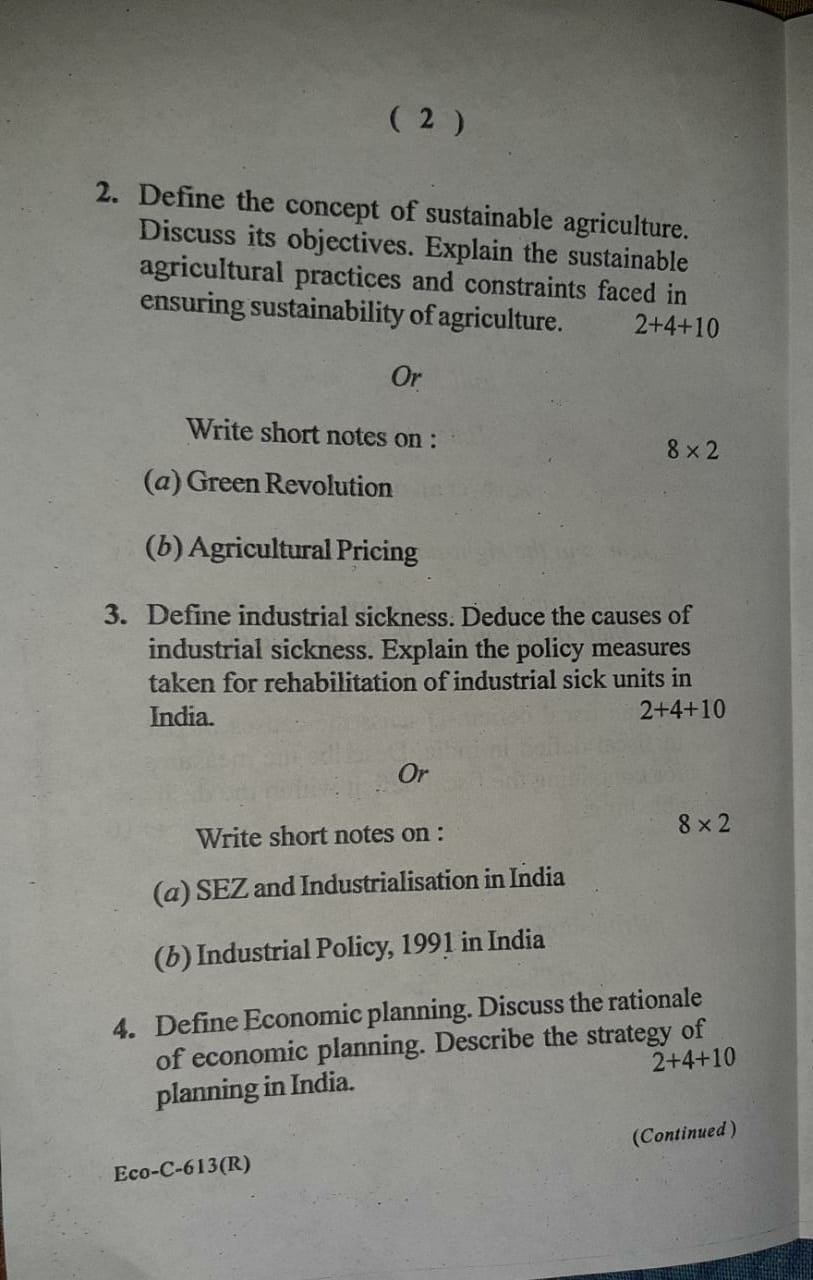 ( 2 )
2. Define the concept of sustainable agriculture.
Discuss its objectives. Explain the sustainable
agricultural practices and constraints faced in
ensuring sustainability of agriculture. 2+4+10
Or
Write short notes on : 8 × 2
(a) Green Revolution
(b) Agricultural Pricing
3. Define industrial sickness. Deduce the causes of
industrial sickness. Explain the policy measures
taken for rehabilitation of industrial sick units in
India. 2+4+10
Or
Write short notes on : 8 × 2
(a) SEZ and Industrialisation in India
(b) Industrial Policy, 1991 in India
4. Define Economic planning. Discuss the rationale
of economic planning. Describe the strategy of
planning in India. 2+4+10
(Continued)
Eco-C-613(R)